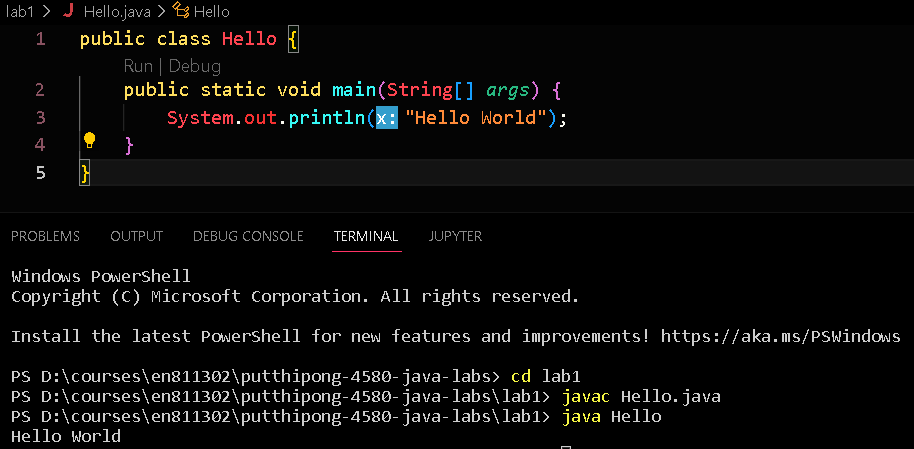 lab1 > Hello.java > Hello
1 public class Hello {
Run | Debug
2 public static void main(String[] args) {
3 System.out.println(x: "Hello World");
4 }
5 }
PROBLEMS OUTPUT DEBUG CONSOLE TERMINAL JUPYTER
Windows PowerShell
Copyright (C) Microsoft Corporation. All rights reserved.
Install the latest PowerShell for new features and improvements! https://aka.ms/PSWindows
PS D:\courses\en811302\putthipong-4580-java-labs> cd lab1
PS D:\courses\en811302\putthipong-4580-java-labs\lab1> javac Hello.java
PS D:\courses\en811302\putthipong-4580-java-labs\lab1> java Hello
Hello World